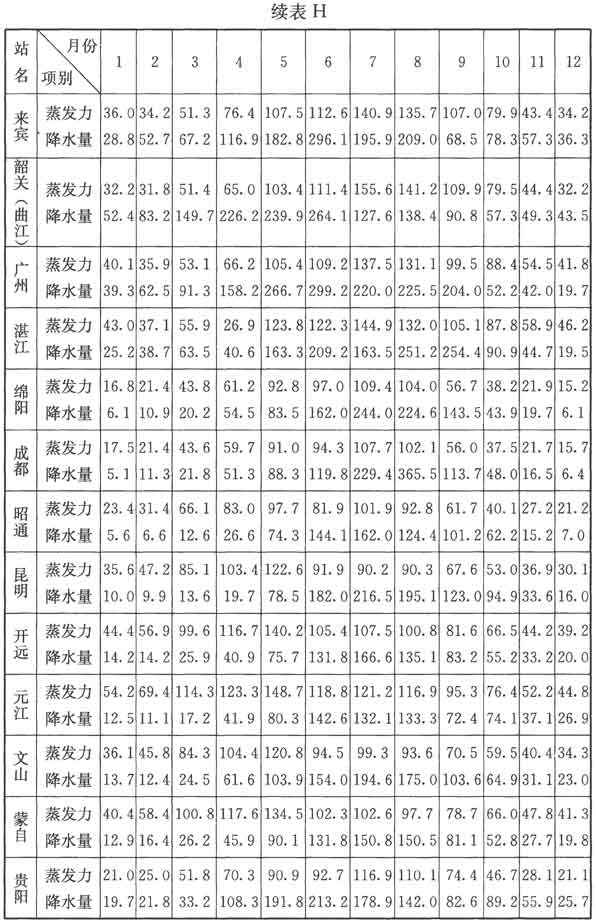 续表 H
站名 月份 项别 1 2 3 4 5 6 7 8 9 10 11 12
来宾 蒸发力 36.0 34.2 51.3 76.4 107.5 112.6 140.9 135.7 107.0 79.9 43.4 34.2
降水量 28.8 52.7 67.2 116.9 182.8 296.1 195.9 209.0 68.5 78.3 57.3 36.3
韶关(曲江) 蒸发力 32.2 31.8 51.4 65.0 103.4 111.4 155.6 141.2 109.9 79.5 44.4 32.2
降水量 52.4 83.2 149.7 226.2 239.9 264.1 127.6 138.4 90.8 57.3 49.3 43.5
广州 蒸发力 40.1 35.9 53.1 66.2 105.4 109.2 137.5 131.1 99.5 88.4 54.5 41.8
降水量 39.3 62.5 91.3 158.2 266.7 299.2 220.0 225.5 204.0 52.2 42.0 19.7
湛江 蒸发力 43.0 37.1 55.9 26.9 123.8 122.3 144.9 132.0 105.1 87.8 58.9 46.2
降水量 25.2 38.7 63.5 40.6 163.3 209.2 163.5 251.2 254.4 90.9 44.7 19.5
绵阳 蒸发力 16.8 21.4 43.8 61.2 92.8 97.0 109.4 104.0 56.7 38.2 21.9 15.2
降水量 6.1 10.9 20.2 54.5 83.5 162.0 244.0 224.6 143.5 43.9 19.7 6.1
成都 蒸发力 17.5 21.4 43.6 59.7 91.0 94.3 107.7 102.1 56.0 37.5 21.7 15.7
降水量 5.1 11.3 21.8 51.3 88.3 119.8 229.4 365.5 113.7 48.0 16.5 6.4
昭通 蒸发力 23.4 31.4 66.1 83.0 97.7 81.9 101.9 92.8 61.7 40.1 27.2 21.2
降水量 5.6 6.6 12.6 26.6 74.3 144.1 162.0 124.4 101.2 62.2 15.2 7.0
昆明 蒸发力 35.6 47.2 85.1 103.4 122.6 91.9 90.2 90.3 67.6 53.0 36.9 30.1
降水量 10.0 9.9 13.6 19.7 78.5 182.0 216.5 195.1 123.0 94.9 33.6 16.0
开远 蒸发力 44.4 56.9 99.6 116.7 140.2 105.4 107.5 100.8 81.6 66.5 44.2 39.2
降水量 14.2 14.2 25.9 40.9 75.7 131.8 166.6 135.1 83.2 55.2 33.2 20.0
元江 蒸发力 54.2 69.4 114.3 123.3 148.7 118.8 121.2 116.9 95.3 76.4 52.2 44.8
降水量 12.5 11.1 17.2 41.9 80.3 142.6 132.1 133.3 72.4 74.1 37.1 26.9
文山 蒸发力 36.1 45.8 84.3 104.4 120.8 94.5 99.3 93.6 70.5 59.5 40.4 34.3
降水量 13.7 12.4 24.5 61.6 103.9 154.0 194.6 175.0 103.6 64.9 31.1 23.0
蒙自 蒸发力 40.4 58.4 100.8 117.6 134.5 102.3 102.6 97.7 78.7 66.0 47.8 41.3
降水量 12.9 16.4 26.2 45.9 90.1 131.8 150.8 150.5 81.1 52.8 27.7 19.8
贵阳 蒸发力 21.0 25.0 51.8 70.3 90.9 92.7 116.9 110.1 74.4 46.7 28.1 21.1
降水量 19.7 21.8 33.2 108.3 191.8 213.2 178.9 142.0 82.6 89.2 55.9 25.7